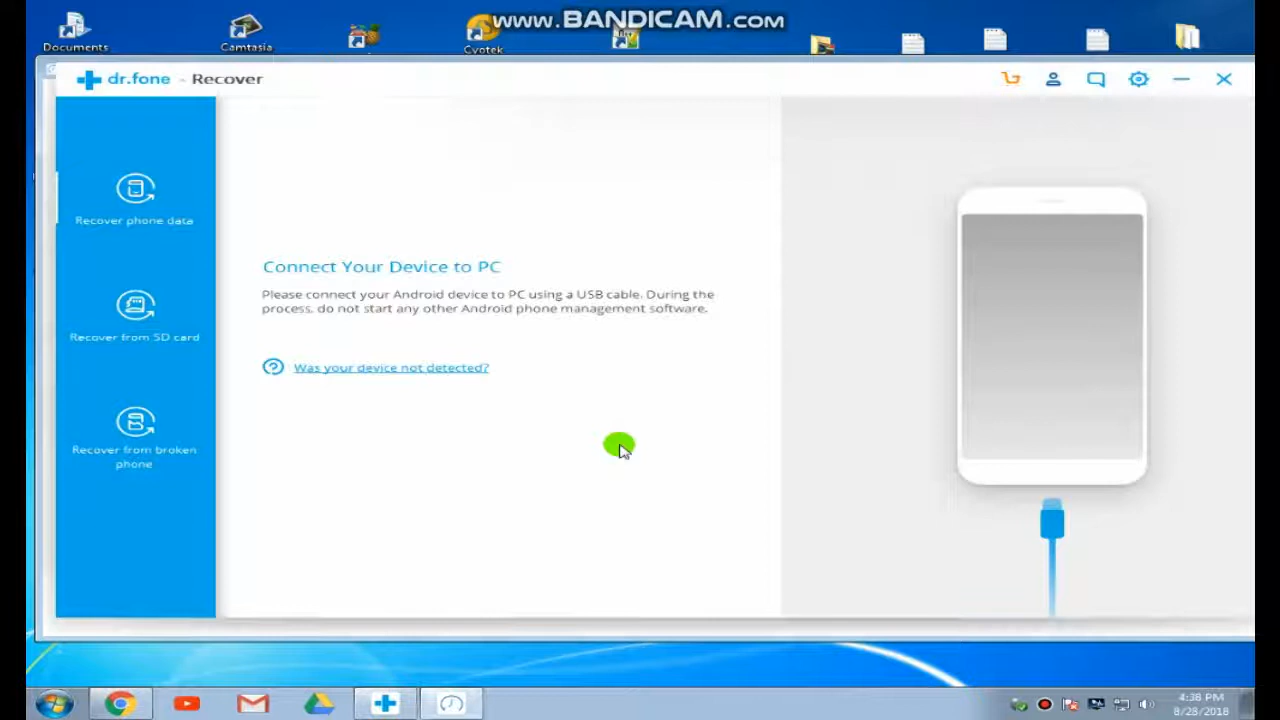 www.BANDICAM.com
Documents
Camtasia
Cyotek
dr.fone - Recover
Recover phone data
Recover from SD card
Recover from broken
phone
Connect Your Device to PC
Please connect your Android device to PC using a USB cable. During the
process, do not start any other Android phone management software.
Was your device not detected?
4:38 PM
8/28/2018